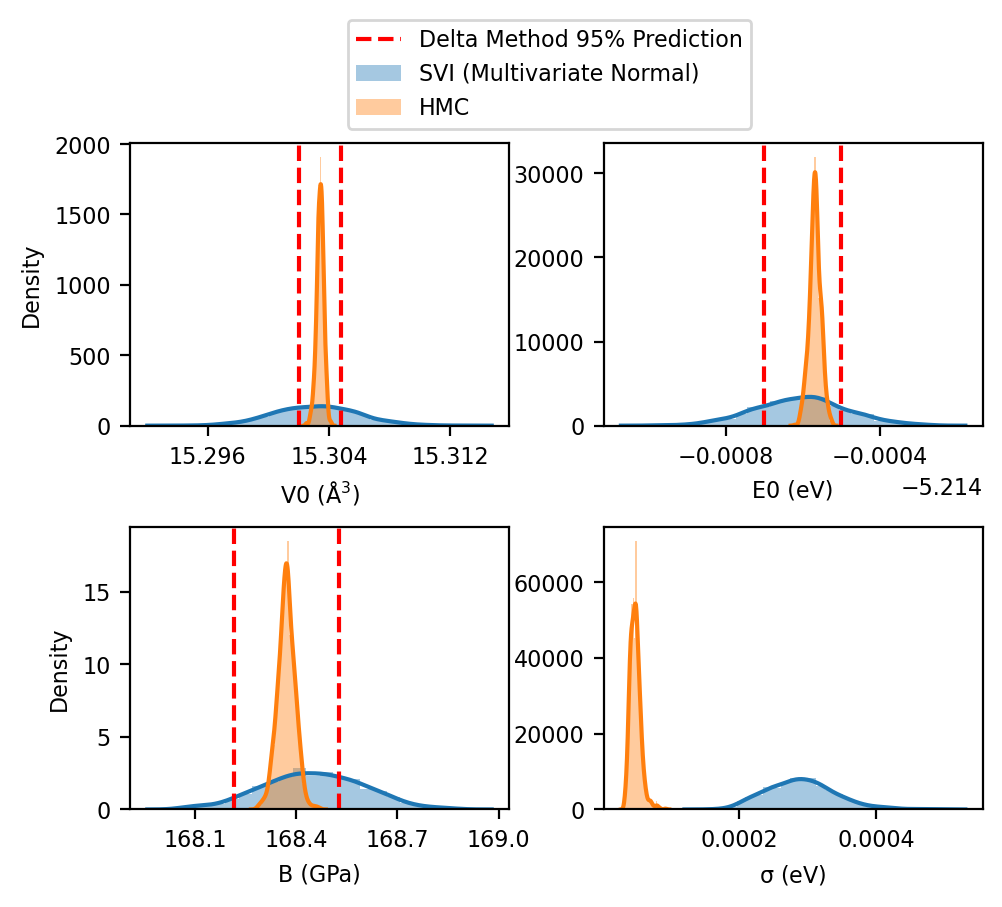 Delta Method 95% Prediction
SVI (Multivariate Normal)
HMC
2000
1500
1000
500
0
Density
15.296 15.304 15.312
V0 (Å³)
30000
20000
10000
0
−0.0008 −0.0004
E0 (eV)
−5.214
15
10
5
0
Density
168.1 168.4 168.7 169.0
B (GPa)
60000
40000
20000
0
0.0002 0.0004
σ (eV)